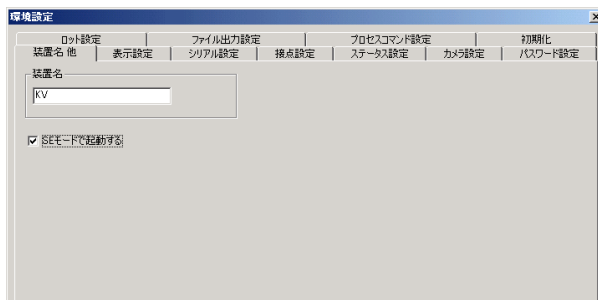 環境設定
ロット設定 ファイル出力設定 プロセスコマンド設定 初期化
装置名 他 表示設定 シリアル設定 接点設定 ステータス設定 カメラ設定 パスワード設定
装置名
KV
SEモードで起動する